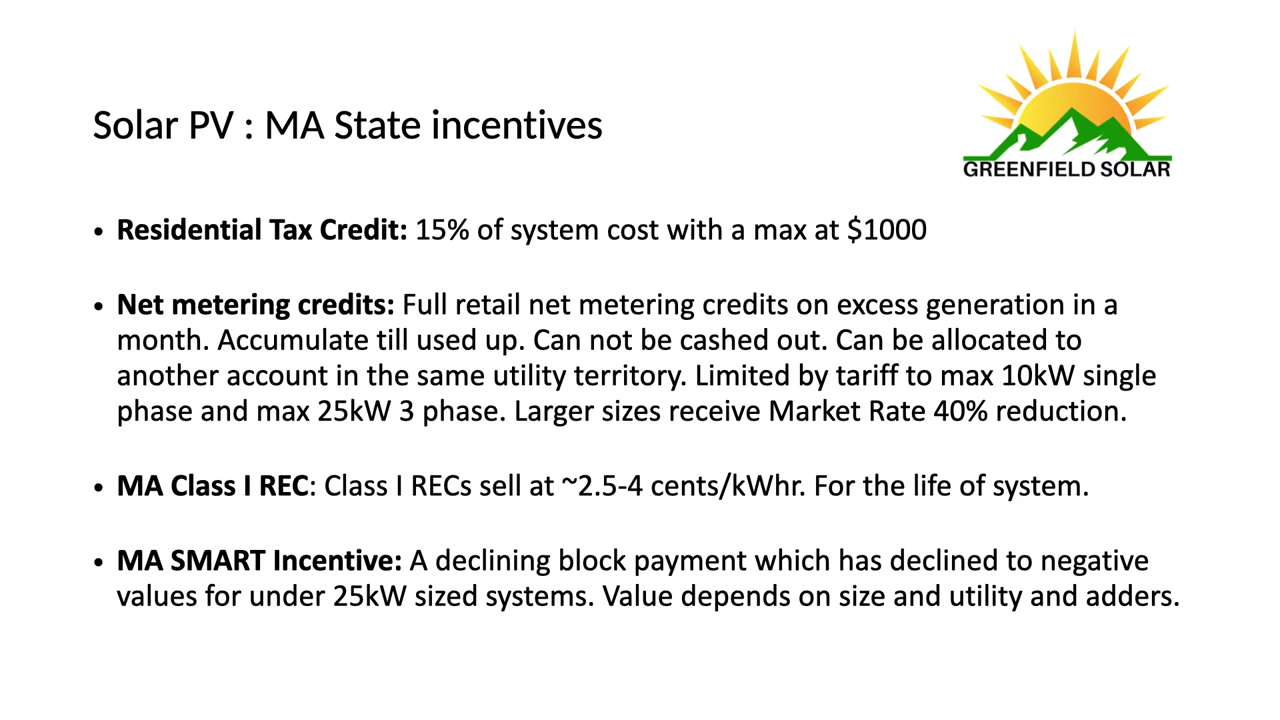 GREENFIELD SOLAR
Solar PV : MA State incentives
• Residential Tax Credit: 15% of system cost with a max at $1000
• Net metering credits: Full retail net metering credits on excess generation in a
month. Accumulate till used up. Can not be cashed out. Can be allocated to
another account in the same utility territory. Limited by tariff to max 10kW single
phase and max 25kW 3 phase. Larger sizes receive Market Rate 40% reduction.
• MA Class I REC: Class I RECs sell at ~2.5-4 cents/kWhr. For the life of system.
• MA SMART Incentive: A declining block payment which has declined to negative
values for under 25kW sized systems. Value depends on size and utility and adders.